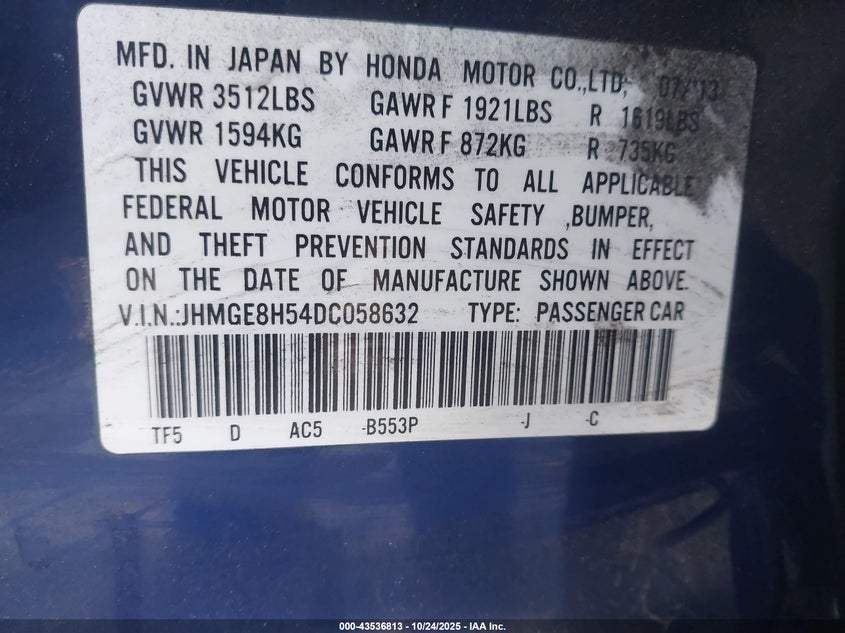 MFD. IN JAPAN BY HONDA MOTOR CO.,LTD; 07/'13
GVWR 3512LBS GAWR F 1921LBS R 1619LBS
GVWR 1594KG GAWR F 872KG R 735KG
THIS VEHICLE CONFORMS TO ALL APPLICABLE
FEDERAL MOTOR VEHICLE SAFETY ,BUMPER,
AND THEFT PREVENTION STANDARDS IN EFFECT
ON THE DATE OF MANUFACTURE SHOWN ABOVE.
V.I.N.:JHMGE8H54DC058632 TYPE: PASSENGER CAR
TF5 D AC5 -B553P -J -C
000-43536813 - 10/24/2025 - IAA Inc.